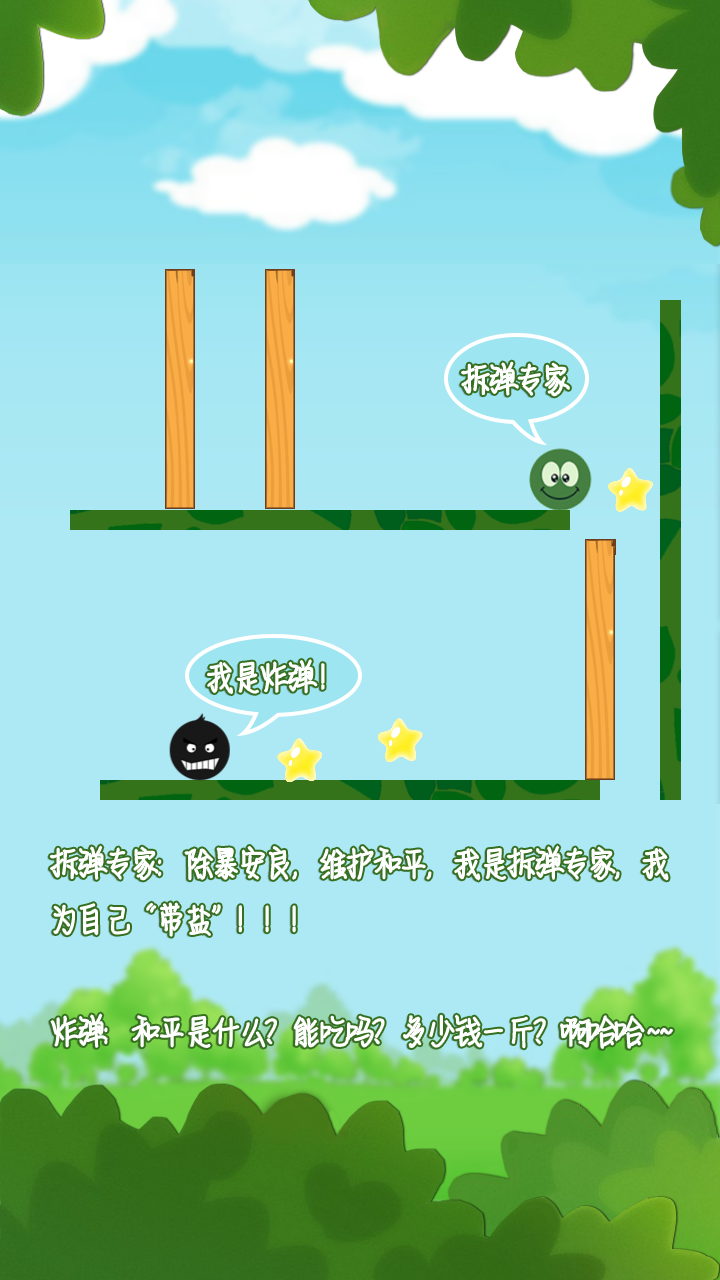 拆弹专家
我是炸弹！
拆弹专家：除暴安良，维护和平，我是拆弹专家，我
为自己“带盐”！！！
炸弹：和平是什么？能吃吗？多少钱一斤？啊哈哈~~